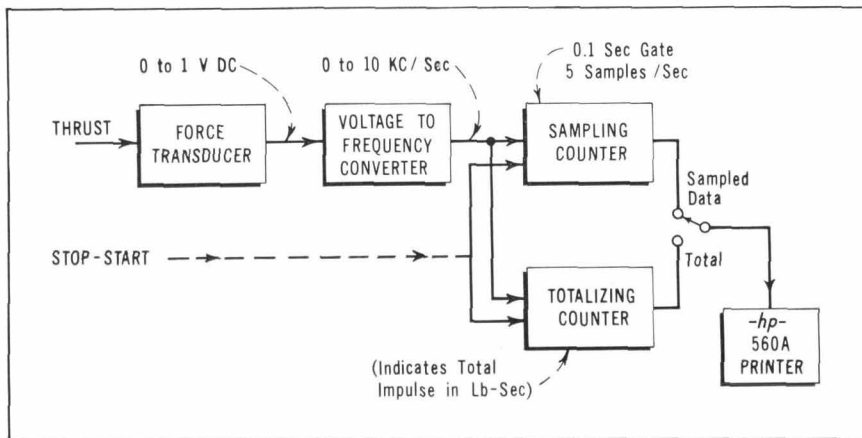 0 to 1 V DC
0 to 10 KC/Sec
0.1 Sec Gate
5 Samples/Sec
THRUST
FORCE
TRANSDUCER
VOLTAGE TO
FREQUENCY
CONVERTER
SAMPLING
COUNTER
Sampled
Data
STOP-START
Total
TOTALIZING
COUNTER
(Indicates Total
Impulse in Lb-Sec)
-hp-
560A
PRINTER